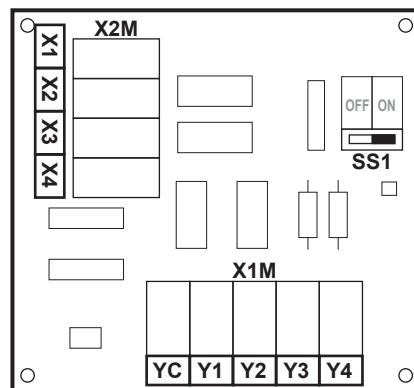 X2M
X1
X2
X3
X4
OFF ON
SS1
X1M
YC Y1 Y2 Y3 Y4